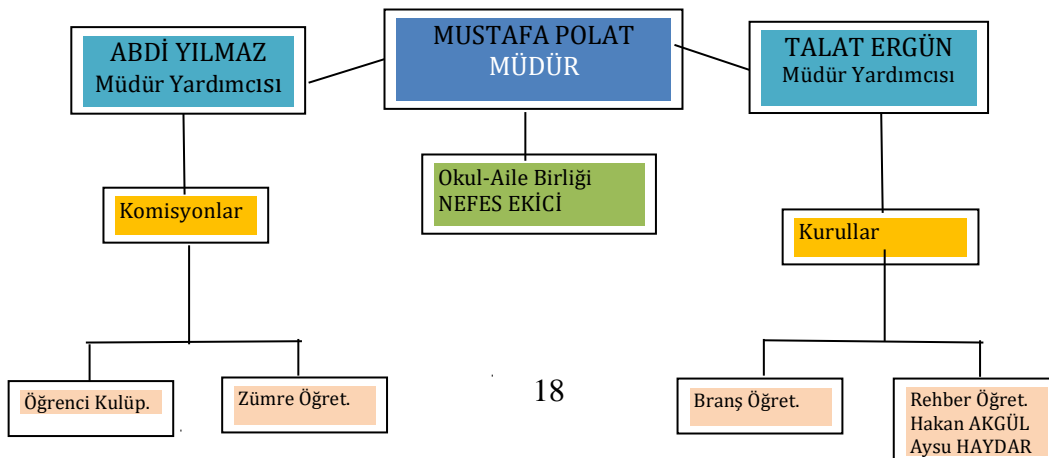 ABDİ YILMAZ
Müdür Yardımcısı
MUSTAFA POLAT
MÜDÜR
TALAT ERGÜN
Müdür Yardımcısı
Okul-Aile Birliği
NEFES EKİCİ
Komisyonlar
Kurullar
Öğrenci Kulüp.
Zümre Öğret.
18
Branş Öğret.
Rehber Öğret.
Hakan AKGÜL
Aysu HAYDAR